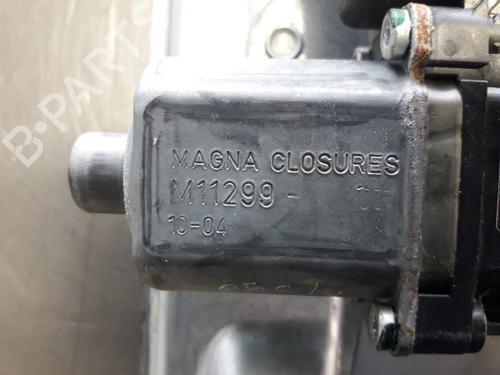 B-PARTS
MAGNA CLOSURES
M11299 -
10-04